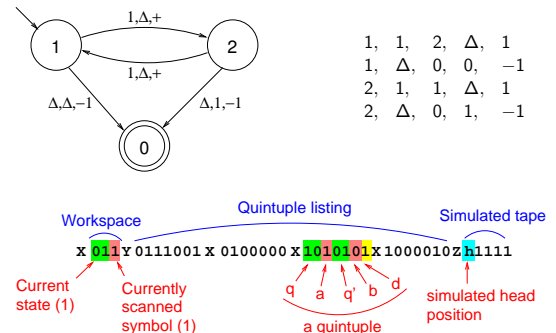 1,Δ,+
1
2
1,Δ,+
Δ,Δ,−1
Δ,1,−1
0
1, 1, 2, Δ, 1
1, Δ, 0, 0, −1
2, 1, 1, Δ, 1
2, Δ, 0, 1, −1
Quintuple listing
Workspace
Simulated tape
X 011Y0111001X0100000X1010101X1000010Zh1111
Current
state (1)
Currently
scanned
symbol (1)
q
a
q'
b
d
a quintuple
simulated head
position